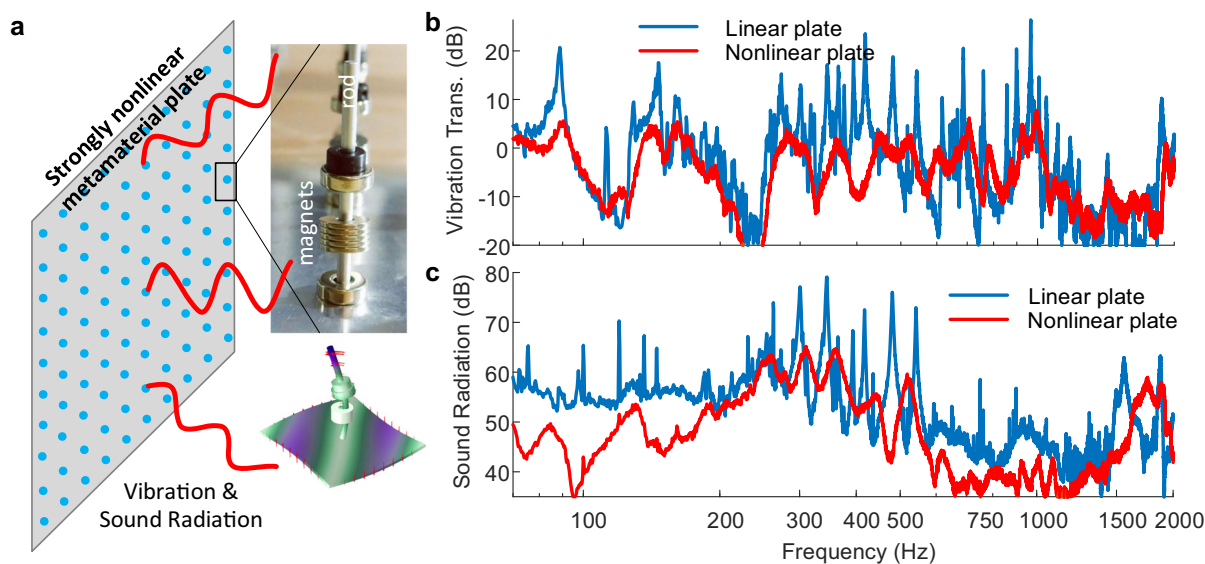 a
Strongly nonlinear
metamaterial plate
rod
magnets
Vibration &
Sound Radiation
b
Linear plate
Nonlinear plate
Vibration Trans. (dB)
20
10
0
-10
-20
c
Linear plate
Nonlinear plate
Sound Radiation (dB)
80
70
60
50
40
100
200
300
400
500
750
1000
1500
2000
Frequency (Hz)